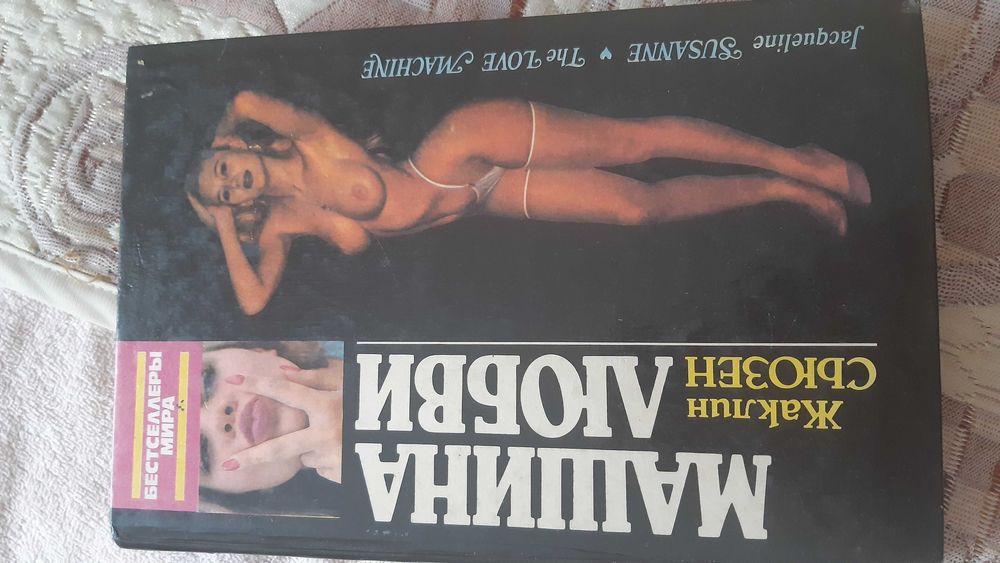 Жаклин
СЬЮЗЕН
МАШИНА
ЛЮБВИ
БЕСТСЕЛЛЕРЫ
МИРА
Jacqueline SUSANNE ♥ The LOVE MACHINE